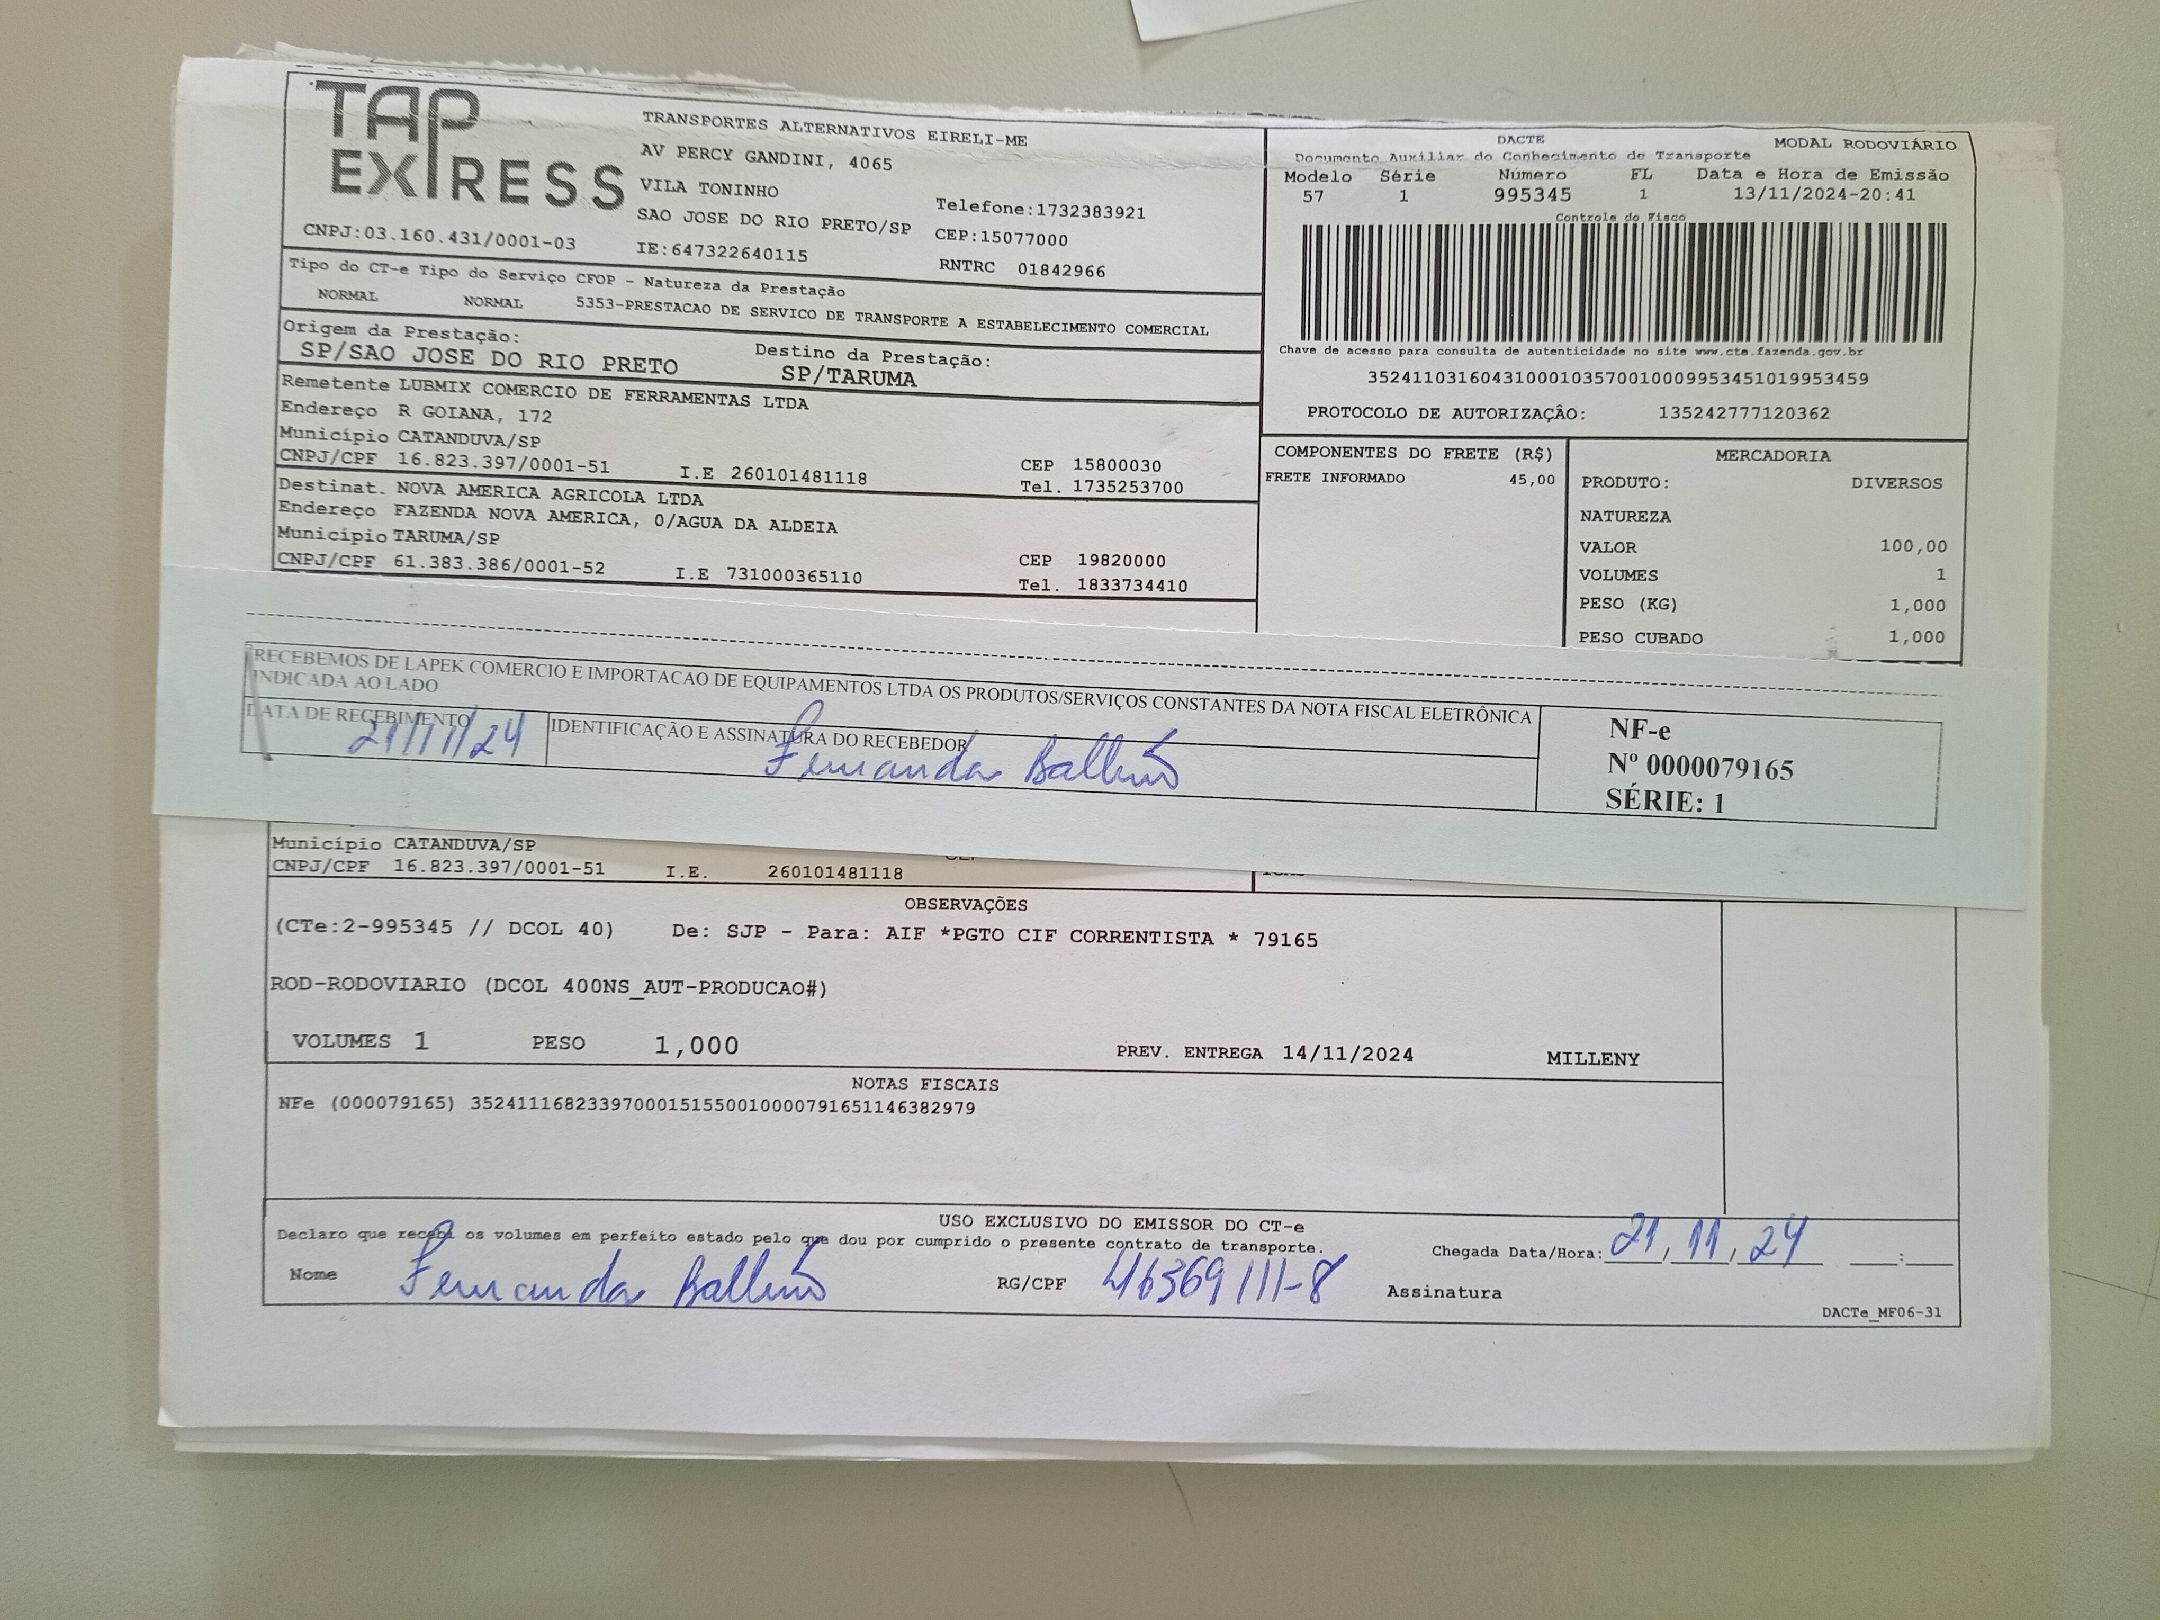 TAP EXPRESS
TRANSPORTES ALTERNATIVOS EIRELI-ME
AV PERCY GANDINI, 4065
VILA TONINHO
SAO JOSE DO RIO PRETO/SP
IE:647322640115
Telefone:1732383921
CEP:15077000
RNTRC 01842966
CNPJ:03.160.431/0001-03
Tipo do CT-e Tipo do Serviço CFOP - Natureza da Prestação
NORMAL NORMAL 5353-PRESTACAO DE SERVICO DE TRANSPORTE A ESTABELECIMENTO COMERCIAL
Origem da Prestação: Destino da Prestação:
SP/SAO JOSE DO RIO PRETO SP/TARUMA
Remetente LUBMIX COMERCIO DE FERRAMENTAS LTDA
Endereço R GOIANA, 172
Município CATANDUVA/SP CEP 15800030
CNPJ/CPF 16.823.397/0001-51 I.E 260101481118 Tel. 1735253700
Destinat. NOVA AMERICA AGRICOLA LTDA
Endereço FAZENDA NOVA AMERICA, 0/AGUA DA ALDEIA
Município TARUMA/SP CEP 19820000
CNPJ/CPF 61.383.386/0001-52 I.E 731000365110 Tel. 1833734410
DACTE MODAL RODOVIÁRIO
Documento Auxiliar do Conhecimento de Transporte
Modelo Série Número FL Data e Hora de Emissão
57 1 995345 1 13/11/2024-20:41
Controle do Fisco
Chave de acesso para consulta de autenticidade no site www.cte.fazenda.gov.br
35241103160431000103570010009953451019953459
PROTOCOLO DE AUTORIZAÇÂO: 135242777120362
COMPONENTES DO FRETE (R$)
FRETE INFORMADO 45,00
MERCADORIA
PRODUTO: DIVERSOS
NATUREZA
VALOR 100,00
VOLUMES 1
PESO (KG) 1,000
PESO CUBADO 1,000
RECEBEMOS DE LAPEK COMERCIO E IMPORTACAO DE EQUIPAMENTOS LTDA OS PRODUTOS/SERVIÇOS CONSTANTES DA NOTA FISCAL ELETRÔNICA
INDICADA AO LADO
DATA DE RECEBIMENTO IDENTIFICAÇÃO E ASSINATURA DO RECEBEDOR
21/11/24 Fernanda
NF-e
Nº 0000079165
SÉRIE: 1
Município CATANDUVA/SP
CNPJ/CPF 16.823.397/0001-51 I.E. 260101481118
OBSERVAÇÕES
(CTe:2-995345 // DCOL 40) De: SJP - Para: AIF *PGTO CIF CORRENTISTA * 79165
ROD-RODOVIARIO (DCOL 400NS_AUT-PRODUCAO#)
VOLUMES 1 PESO 1,000 PREV. ENTREGA 14/11/2024 MILLENY
NOTAS FISCAIS
NFe (000079165) 35241116823397000151550010000791651146382979
USO EXCLUSIVO DO EMISSOR DO CT-e
Declaro que recebi os volumes em perfeito estado pelo que dou por cumprido o presente contrato de transporte.
Chegada Data/Hora: 21,11,24 :
Nome Fernanda RG/CPF 46369111-8 Assinatura
DACTe_MF06-31